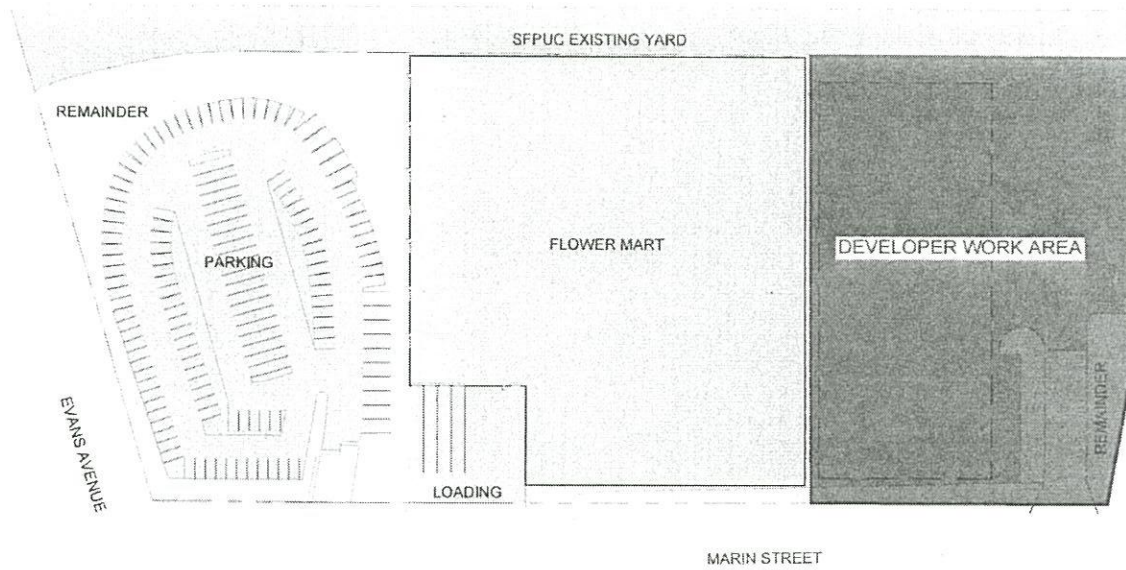 SFPUC EXISTING YARD
REMAINDER
FLOWER MART
DEVELOPER WORK AREA
PARKING
REMAINDER
EVANS AVENUE
LOADING
MARIN STREET